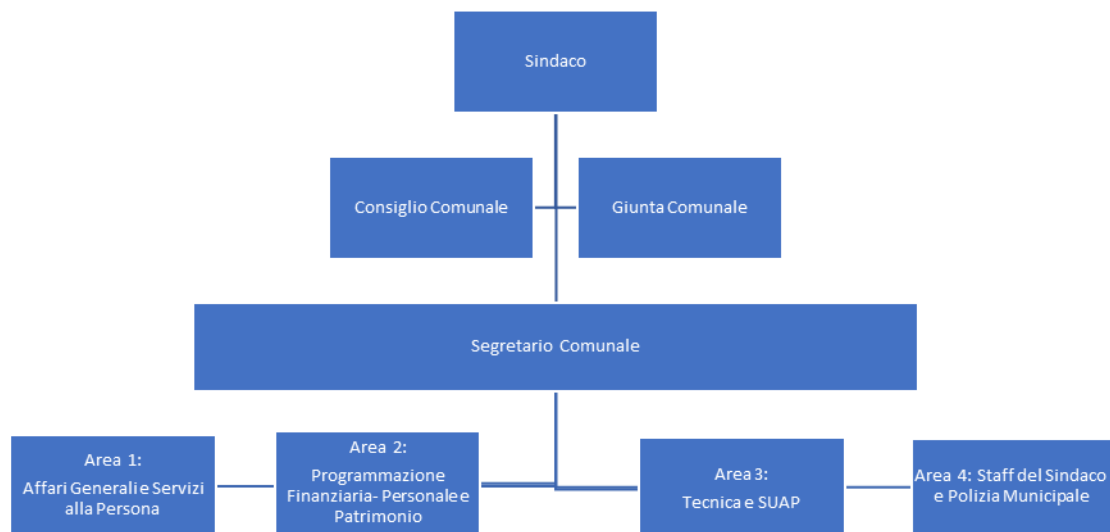 Sindaco
Consiglio Comunale
Giunta Comunale
Segretario Comunale
Area 1:
Affari Generali e Servizi
alla Persona
Area 2:
Programmazione
Finanziaria- Personale e
Patrimonio
Area 3:
Tecnica e SUAP
Area 4: Staff del Sindaco
e Polizia Municipale